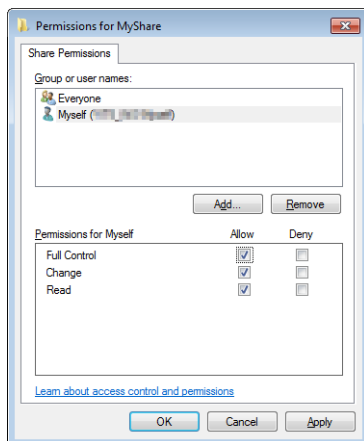 Permissions for MyShare
Share Permissions
Group or user names:
Everyone
Myself (
Add... Remove
Permissions for Myself Allow Deny
Full Control
Change
Read
Learn about access control and permissions
OK Cancel Apply